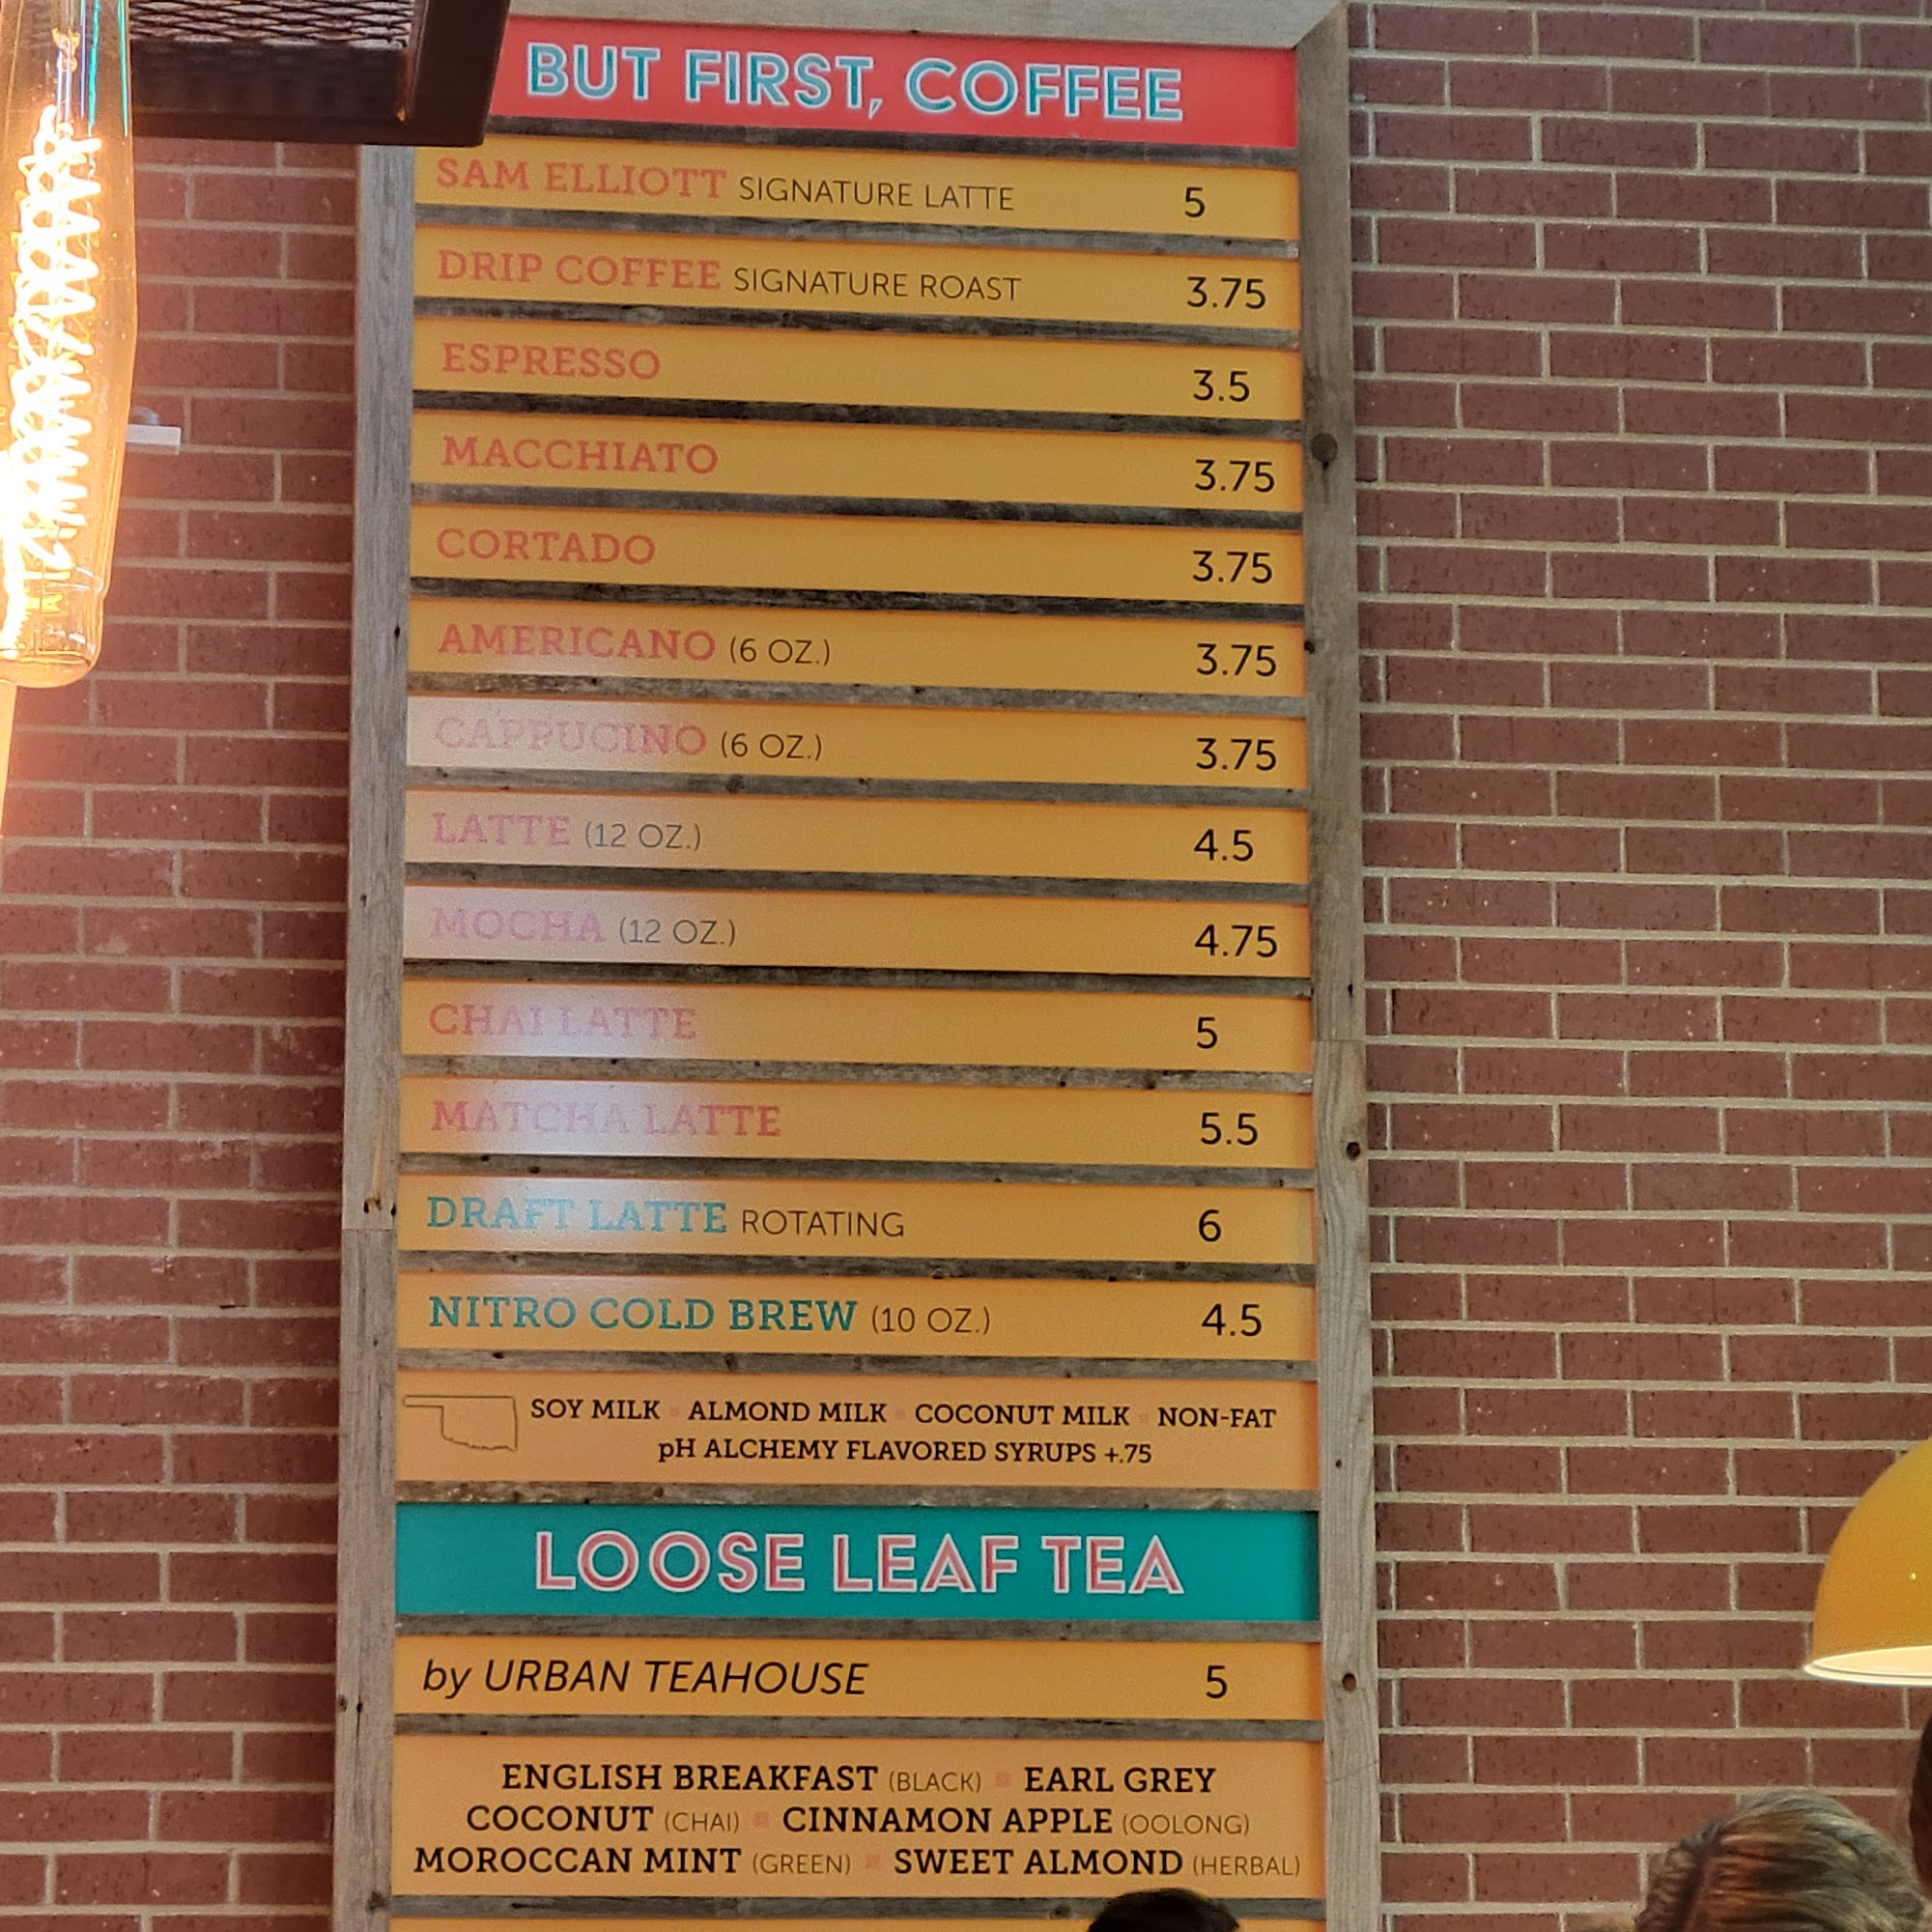 BUT FIRST, COFFEE
SAM ELLIOTT SIGNATURE LATTE 5
DRIP COFFEE SIGNATURE ROAST 3.75
ESPRESSO 3.5
MACCHIATO 3.75
CORTADO 3.75
AMERICANO (6 OZ.) 3.75
CAPPUCINO (6 OZ.) 3.75
LATTE (12 OZ.) 4.5
MOCHA (12 OZ.) 4.75
CHAI LATTE 5
MATCHA LATTE 5.5
DRAFT LATTE ROTATING 6
NITRO COLD BREW (10 OZ.) 4.5
SOY MILK ▪ ALMOND MILK ▪ COCONUT MILK ▪ NON-FAT
pH ALCHEMY FLAVORED SYRUPS +.75
LOOSE LEAF TEA
by URBAN TEAHOUSE 5
ENGLISH BREAKFAST (BLACK) ▪ EARL GREY
COCONUT (CHAI) ▪ CINNAMON APPLE (OOLONG)
MOROCCAN MINT (GREEN) ▪ SWEET ALMOND (HERBAL)